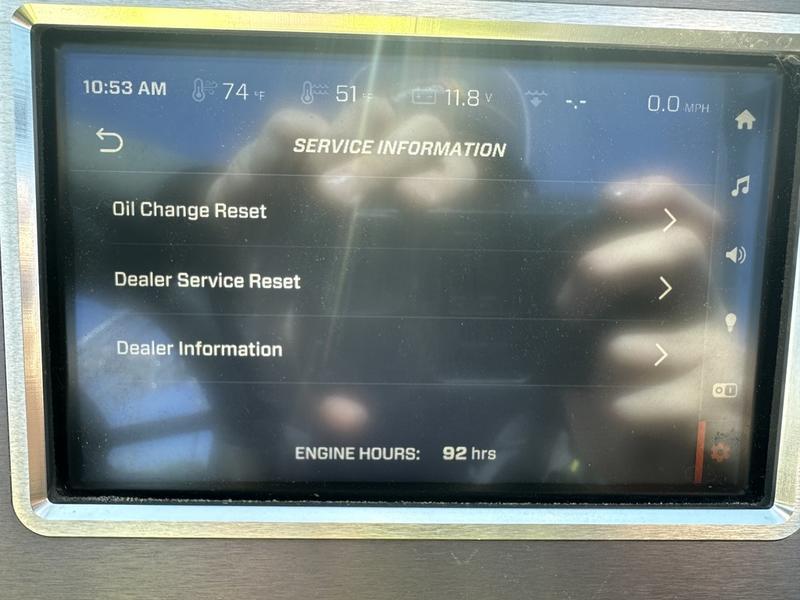 10:53 AM 74 °F 51 °F 11.8 V -.- 0.0 MPH
SERVICE INFORMATION
Oil Change Reset
Dealer Service Reset
Dealer Information
ENGINE HOURS: 92 hrs